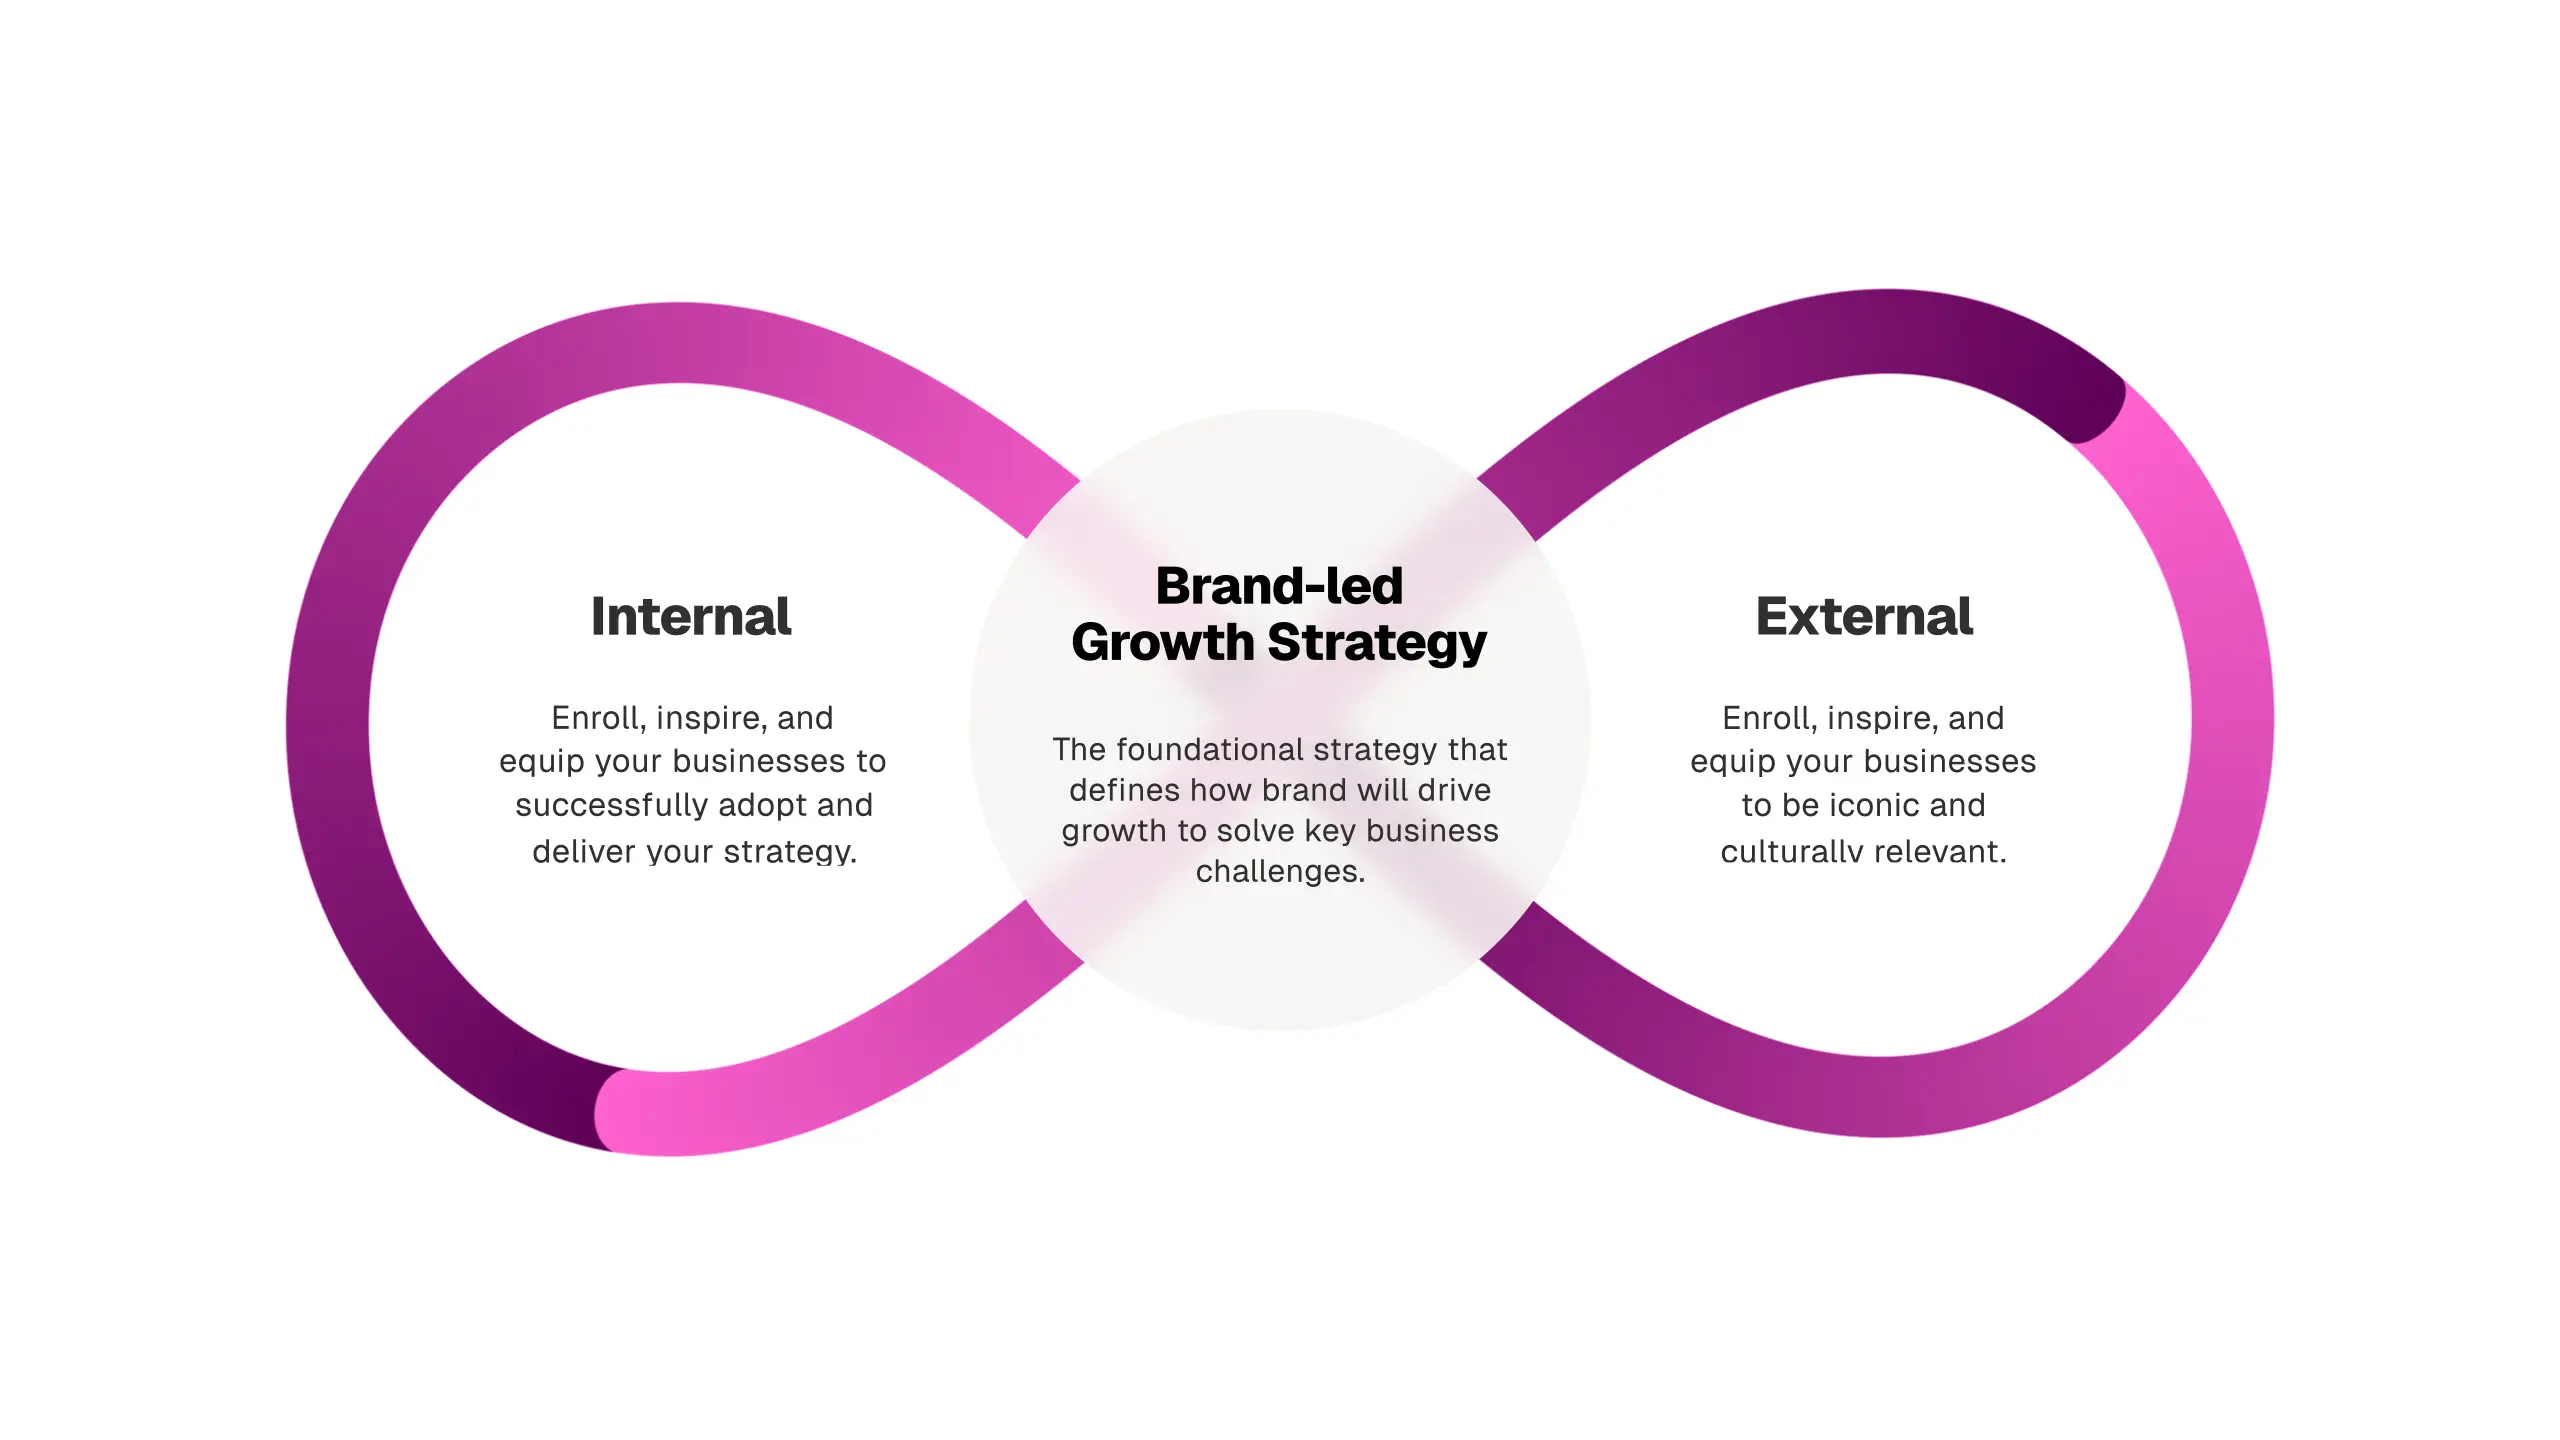 Internal
Enroll, inspire, and
equip your businesses to
successfully adopt and
deliver your strategy.
Brand-led
Growth Strategy
The foundational strategy that
defines how brand will drive
growth to solve key business
challenges.
External
Enroll, inspire, and
equip your businesses
to be iconic and
culturally relevant.